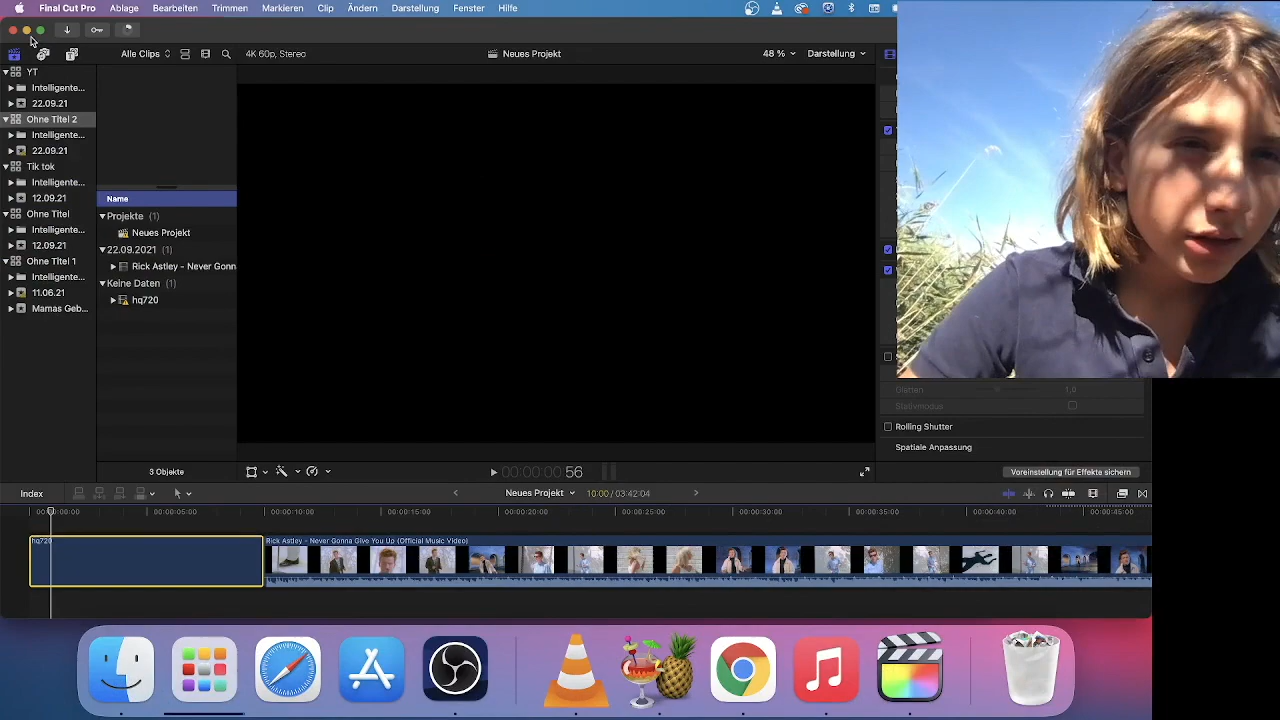 Final Cut Pro Ablage Bearbeiten Trimmen Markieren Clip Ändern Darstellung Fenster Hilfe
Alle Clips 4K 60p, Stereo Neues Projekt 48 % Darstellung
YT
Intelligente...
22.09.21
Ohne Titel 2
Intelligente...
22.09.21
Tik tok
Intelligente...
12.09.21
Ohne Titel
Intelligente...
12.09.21
Ohne Titel 1
Intelligente...
11.06.21
Mamas Geb...
Name
Projekte (1)
Neues Projekt
22.09.2021 (1)
Rick Astley - Never Gonn
Keine Daten (1)
hq720
3 Objekte
00:00:00:56
Glätten 1,0
Stativmodus
Rolling Shutter
Spatiale Anpassung
Voreinstellung für Effekte sichern
Index Neues Projekt 10:00 / 03:42:04
00:00:00:00 00:00:05:00 00:00:10:00 00:00:15:00 00:00:20:00 00:00:25:00 00:00:30:00 00:00:35:00 00:00:40:00 00:00:45:00
hq720 Rick Astley - Never Gonna Give You Up (Official Music Video)